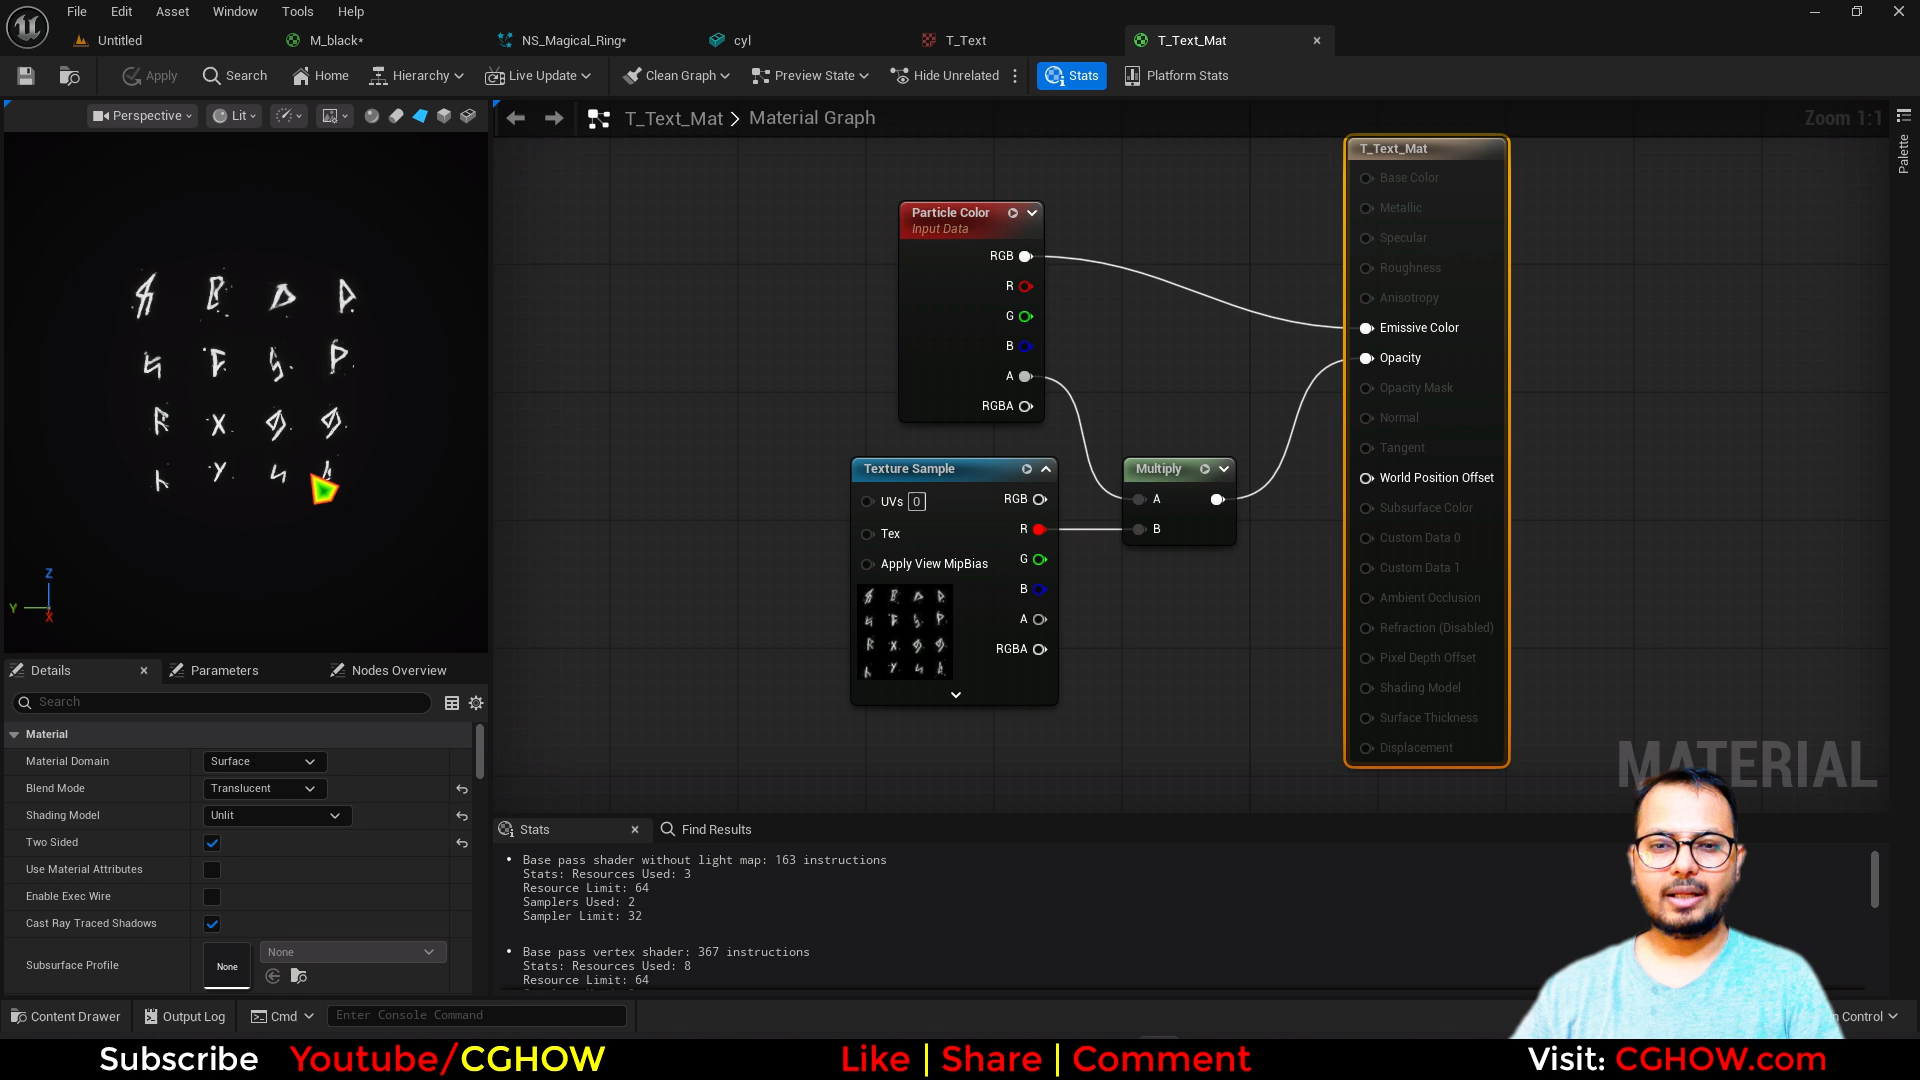 File Edit Asset Window Tools Help
Untitled M_black* NS_Magical_Ring* cyl T_Text T_Text_Mat
Apply Search Home Hierarchy Live Update Clean Graph Preview State Hide Unrelated Stats Platform Stats
Perspective Lit
T_Text_Mat > Material Graph Zoom 1:1
Palette
Particle Color
Input Data
RGB
R
G
B
A
RGBA
Texture Sample
UVs 0 RGB
R
Tex
Apply View MipBias G
B
A
RGBA
Multiply
A
B
T_Text_Mat
Base Color
Metallic
Specular
Roughness
Anisotropy
Emissive Color
Opacity
Opacity Mask
Normal
Tangent
World Position Offset
Subsurface Color
Custom Data 0
Custom Data 1
Ambient Occlusion
Refraction (Disabled)
Pixel Depth Offset
Shading Model
Surface Thickness
Displacement
MATERIAL
Z
Y
X
Details Parameters Nodes Overview
Search
Material
Material Domain Surface
Blend Mode Translucent
Shading Model Unlit
Two Sided
Use Material Attributes
Enable Exec Wire
Cast Ray Traced Shadows
Subsurface Profile None None
Stats Find Results
Base pass shader without light map: 163 instructions
Stats: Resources Used: 3
Resource Limit: 64
Samplers Used: 2
Sampler Limit: 32
Base pass vertex shader: 367 instructions
Stats: Resources Used: 8
Resource Limit: 64
Content Drawer Output Log Cmd Enter Console Command Control
Subscribe Youtube/CGHOW Like | Share | Comment Visit: CGHOW.com